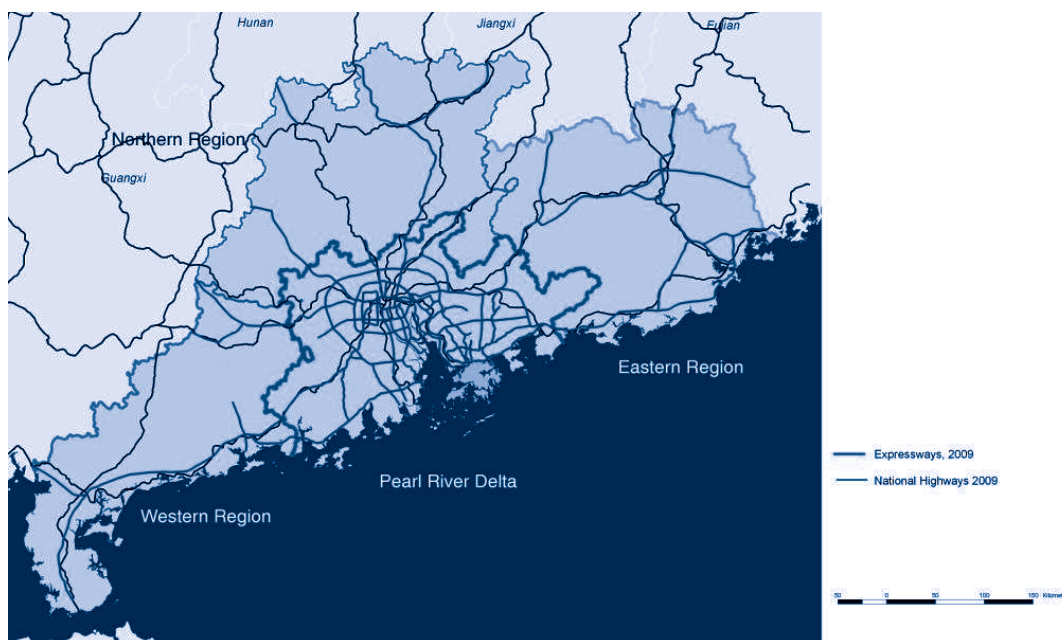 Hunan
Jiangxi
Fujian
Northern Region
Guangxi
Eastern Region
Pearl River Delta
Western Region
Expressways, 2009
National Highways 2009
50 0 50 100 150 Kilomet